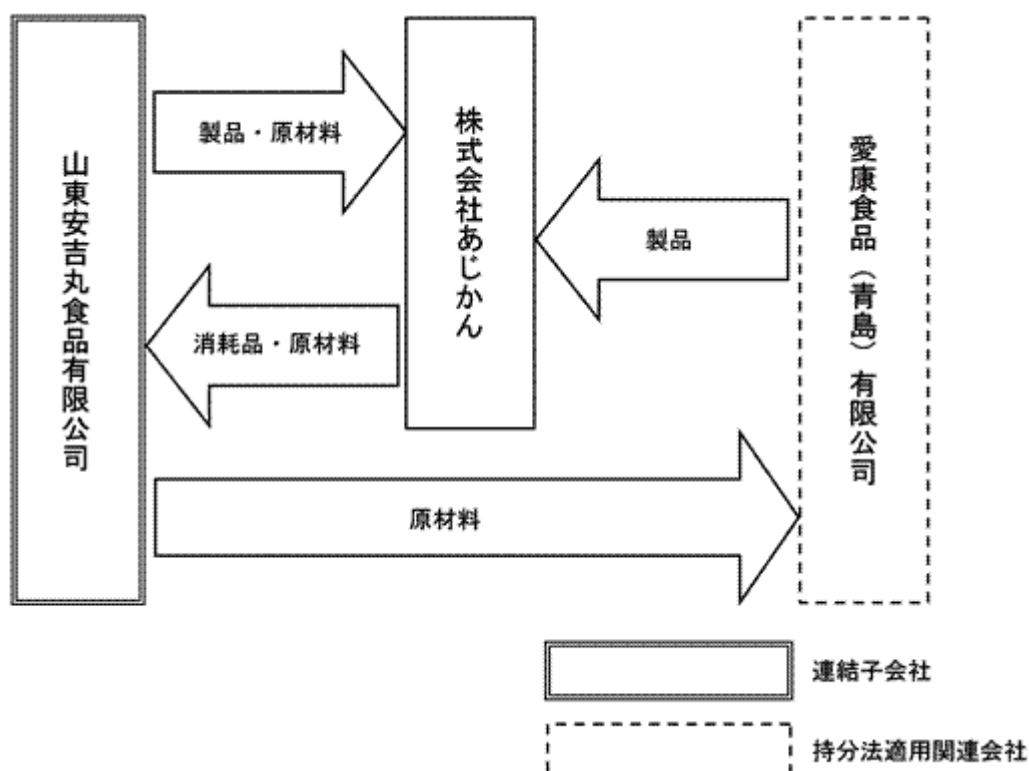 山東安吉丸食品有限公司
製品・原材料
消耗品・原材料
株式会社あじかん
製品
愛康食品（青島）有限公司
原材料
連結子会社
持分法適用関連会社